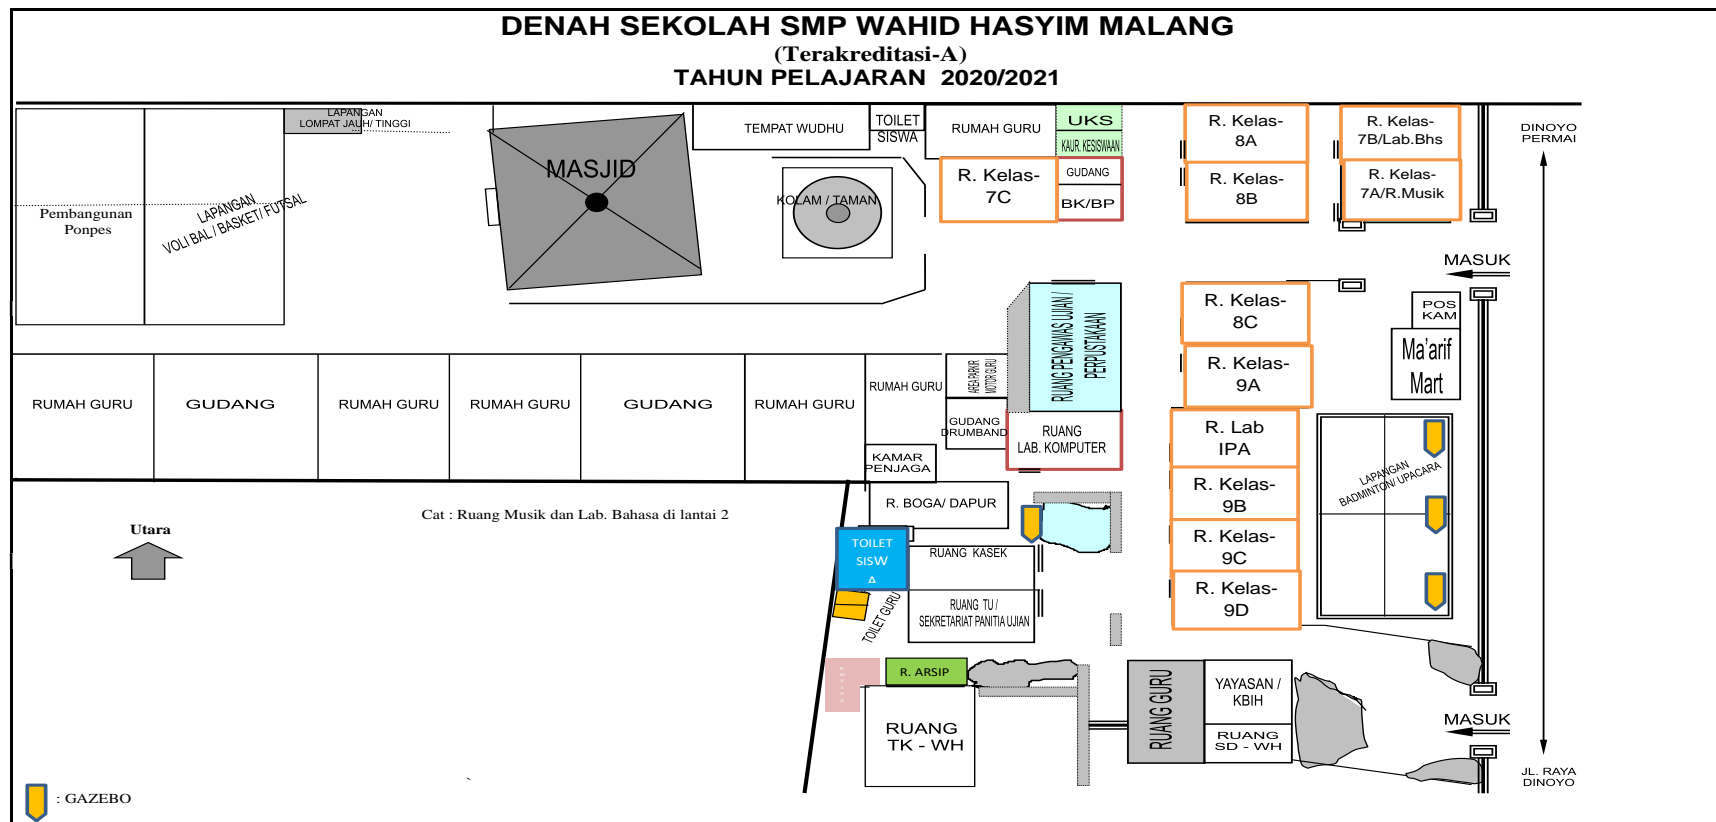 DENAH SEKOLAH SMP WAHID HASYIM MALANG
(Terakreditasi-A)
TAHUN PELAJARAN 2020/2021
LAPANGAN
LOMPAT JAUH/ TINGGI
TEMPAT WUDHU
TOILET
SISWA
RUMAH GURU
UKS
KAUR. KESISWAAN
R. Kelas-
8A
R. Kelas-
7B/Lab.Bhs
DINOYO
PERMAI
Pembangunan
Ponpes
LAPANGAN
VOLI BAL / BASKET/ FUTSAL
MASJID
KOLAM / TAMAN
R. Kelas-
7C
GUDANG
BK/BP
R. Kelas-
8B
R. Kelas-
7A/R.Musik
MASUK
RUANG PENGAWAS UJIAN /
PERPUSTAKAAN
R. Kelas-
8C
POS
KAM
Ma'arif
Mart
R. Kelas-
9A
RUMAH GURU
GUDANG
RUMAH GURU
RUMAH GURU
GUDANG
RUMAH GURU
RUMAH GURU
AREA PARKIR
MOTOR GURU
GUDANG
DRUMBAND
RUANG
LAB. KOMPUTER
R. Lab
IPA
LAPANGAN
BADMINTON/ UPACARA
KAMAR
PENJAGA
R. BOGA/ DAPUR
R. Kelas-
9B
Utara
Cat : Ruang Musik dan Lab. Bahasa di lantai 2
TOILET
SISW
A
RUANG KASEK
R. Kelas-
9C
TOILET GURU
RUANG TU /
SEKRETARIAT PANITIA UJIAN
R. Kelas-
9D
R. ARSIP
RUANG
TK - WH
RUANG GURU
YAYASAN /
KBIH
RUANG
SD - WH
MASUK
JL. RAYA
DINOYO
: GAZEBO